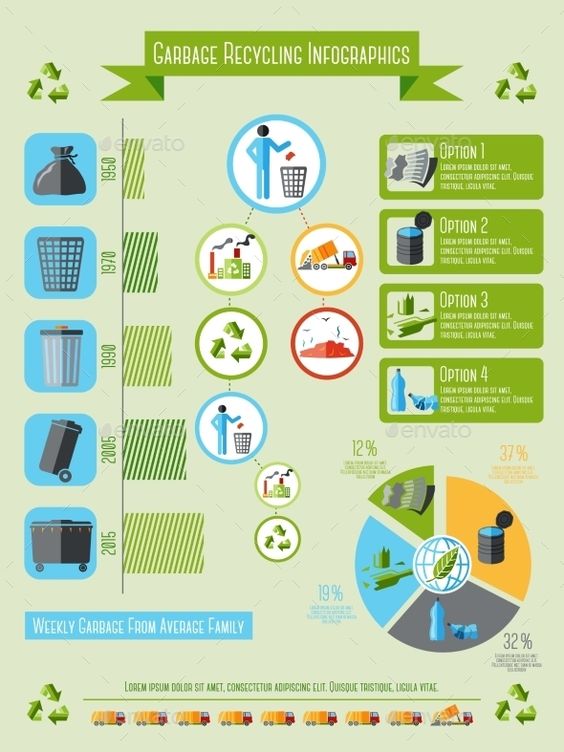 Garbage Recycling Infographics
1950
1970
1990
2005
2015
Weekly Garbage From Average Family
Option 1
Lorem ipsum dolor sit amet,
consectetur adipiscing elit. Quisque
tristique, ligula vitae.
Option 2
Lorem ipsum dolor sit amet,
consectetur adipiscing elit. Quisque
tristique, ligula vitae.
Option 3
Lorem ipsum dolor sit amet,
consectetur adipiscing elit. Quisque
tristique, ligula vitae.
Option 4
Lorem ipsum dolor sit amet,
consectetur adipiscing elit. Quisque
tristique, ligula vitae.
12%
37%
19%
32%
Lorem ipsum dolor sit amet, consectetur adipiscing elit. Quisque tristique, ligula vitae.
envato